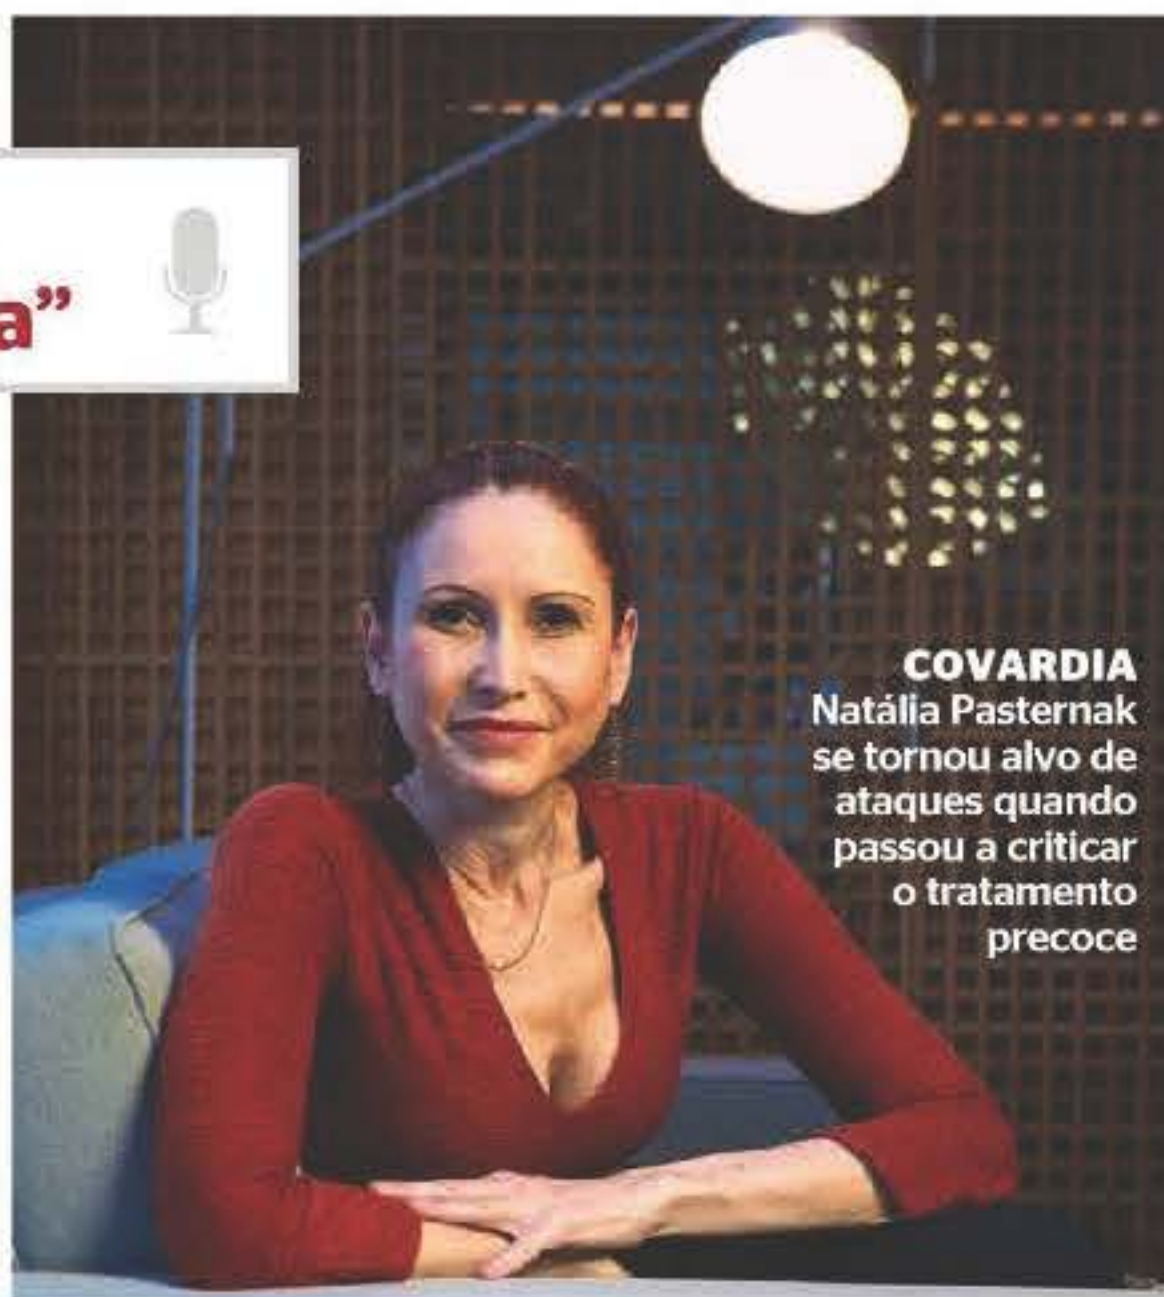 a”
COVARDIA
Natália Pasternak
se tornou alvo de
ataques quando
passou a criticar
o tratamento
precoce